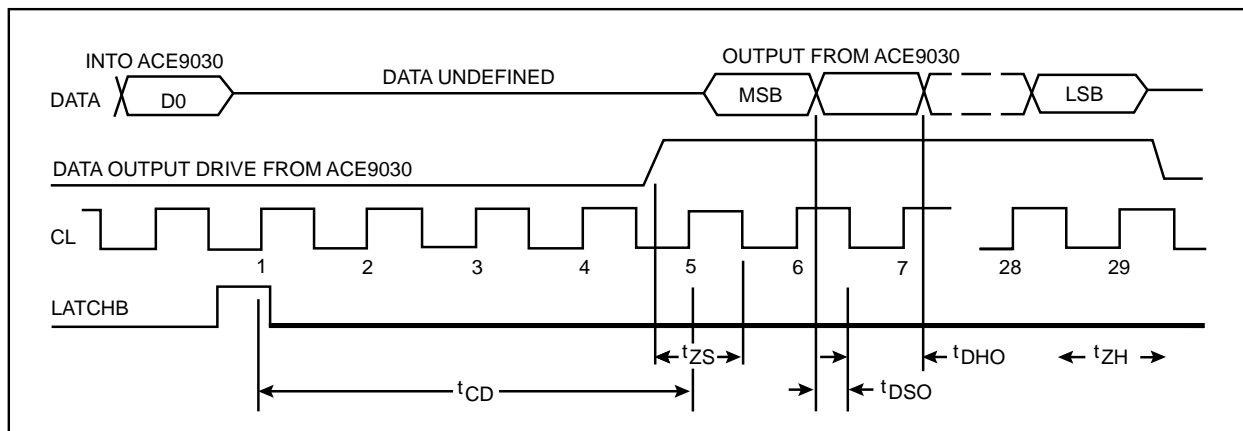 INTO ACE9030
OUTPUT FROM ACE9030
DATA UNDEFINED
DATA
D0
MSB
LSB
DATA OUTPUT DRIVE FROM ACE9030
CL
1 2 3 4 5 6 7 28 29
LATCHB
tZS
tDHO
tZH
tCD
tDSO